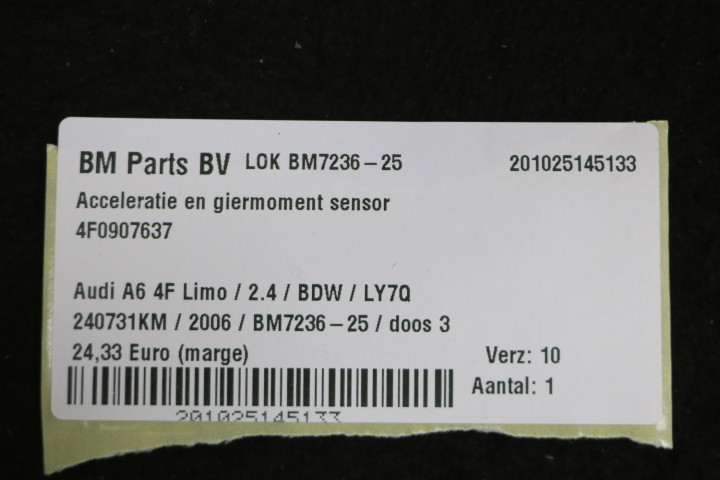 BM Parts BV LOK BM7236-25 201025145133
Acceleratie en giermoment sensor
4F0907637
Audi A6 4F Limo / 2.4 / BDW / LY7Q
240731KM / 2006 / BM7236-25 / doos 3
24,33 Euro (marge) Verz: 10
Aantal: 1
201025145133